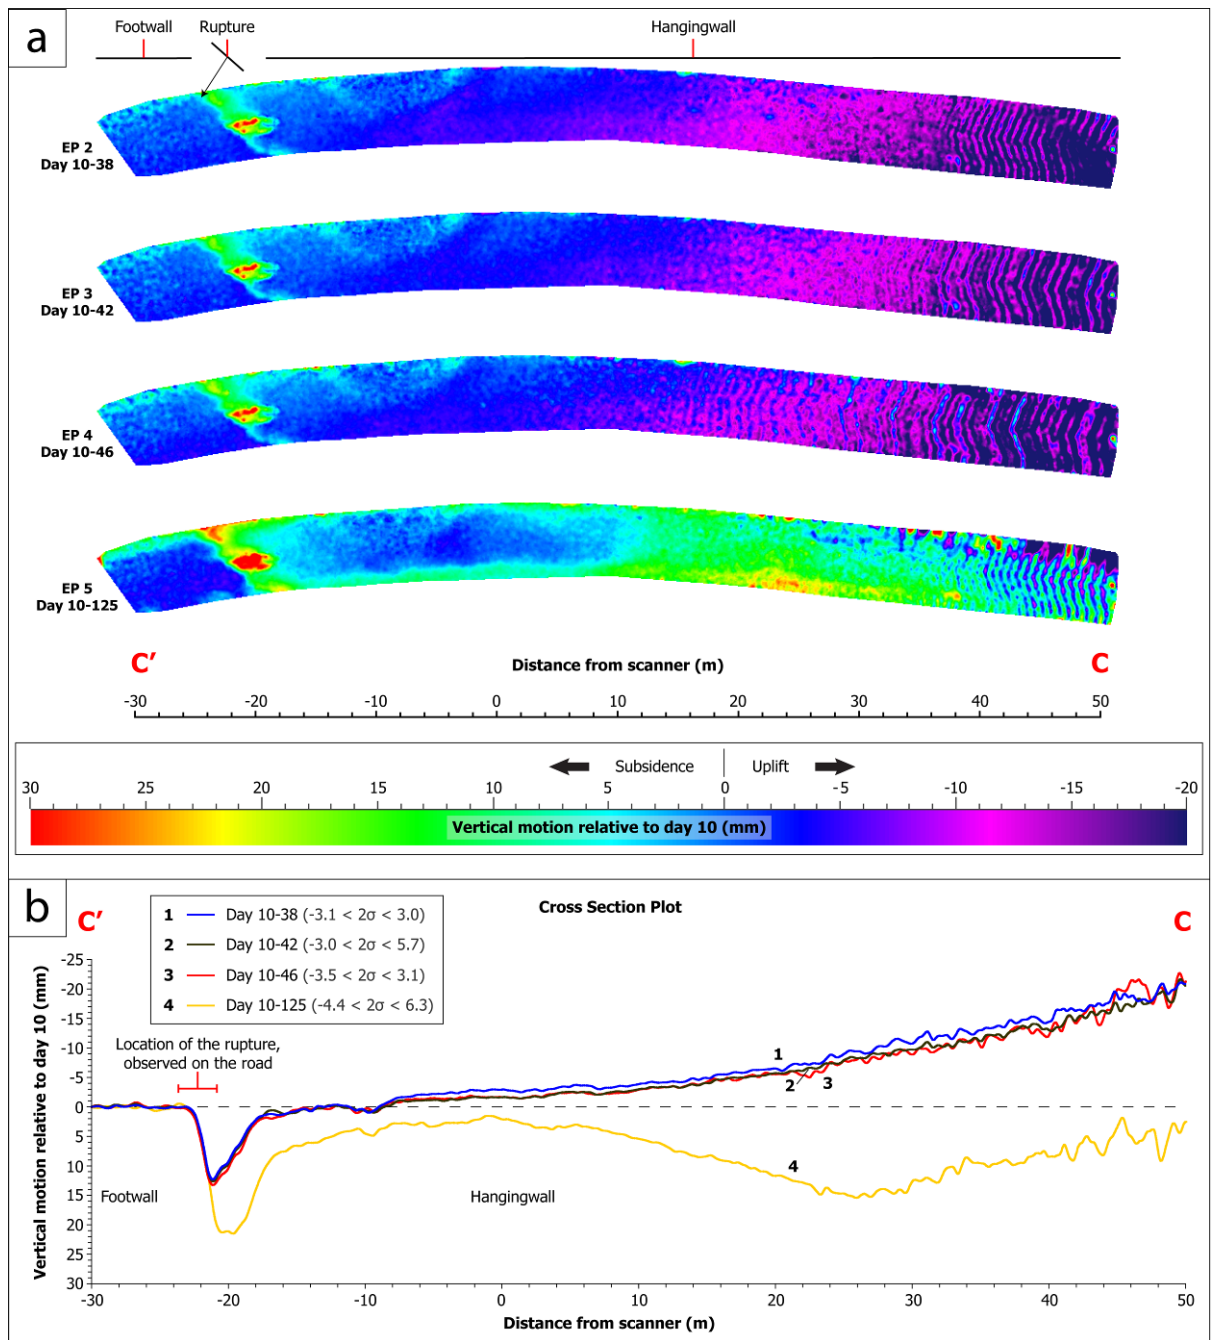 a
Footwall Rupture Hangingwall
EP 2
Day 10-38
EP 3
Day 10-42
EP 4
Day 10-46
EP 5
Day 10-125
C' Distance from scanner (m) C
-30 -20 -10 0 10 20 30 40 50
Subsidence Uplift
30 25 20 15 10 5 0 -5 -10 -15 -20
Vertical motion relative to day 10 (mm)
b
C' Cross Section Plot C
1 Day 10-38 (-3.1 < 2σ < 3.0)
2 Day 10-42 (-3.0 < 2σ < 5.7)
3 Day 10-46 (-3.5 < 2σ < 3.1)
4 Day 10-125 (-4.4 < 2σ < 6.3)
Vertical motion relative to day 10 (mm)
-25
-20
-15
-10
-5
0
5
10
15
20
25
30
Location of the rupture,
observed on the road
1
2 3
4
Footwall Hangingwall
-30 -20 -10 0 10 20 30 40 50
Distance from scanner (m)